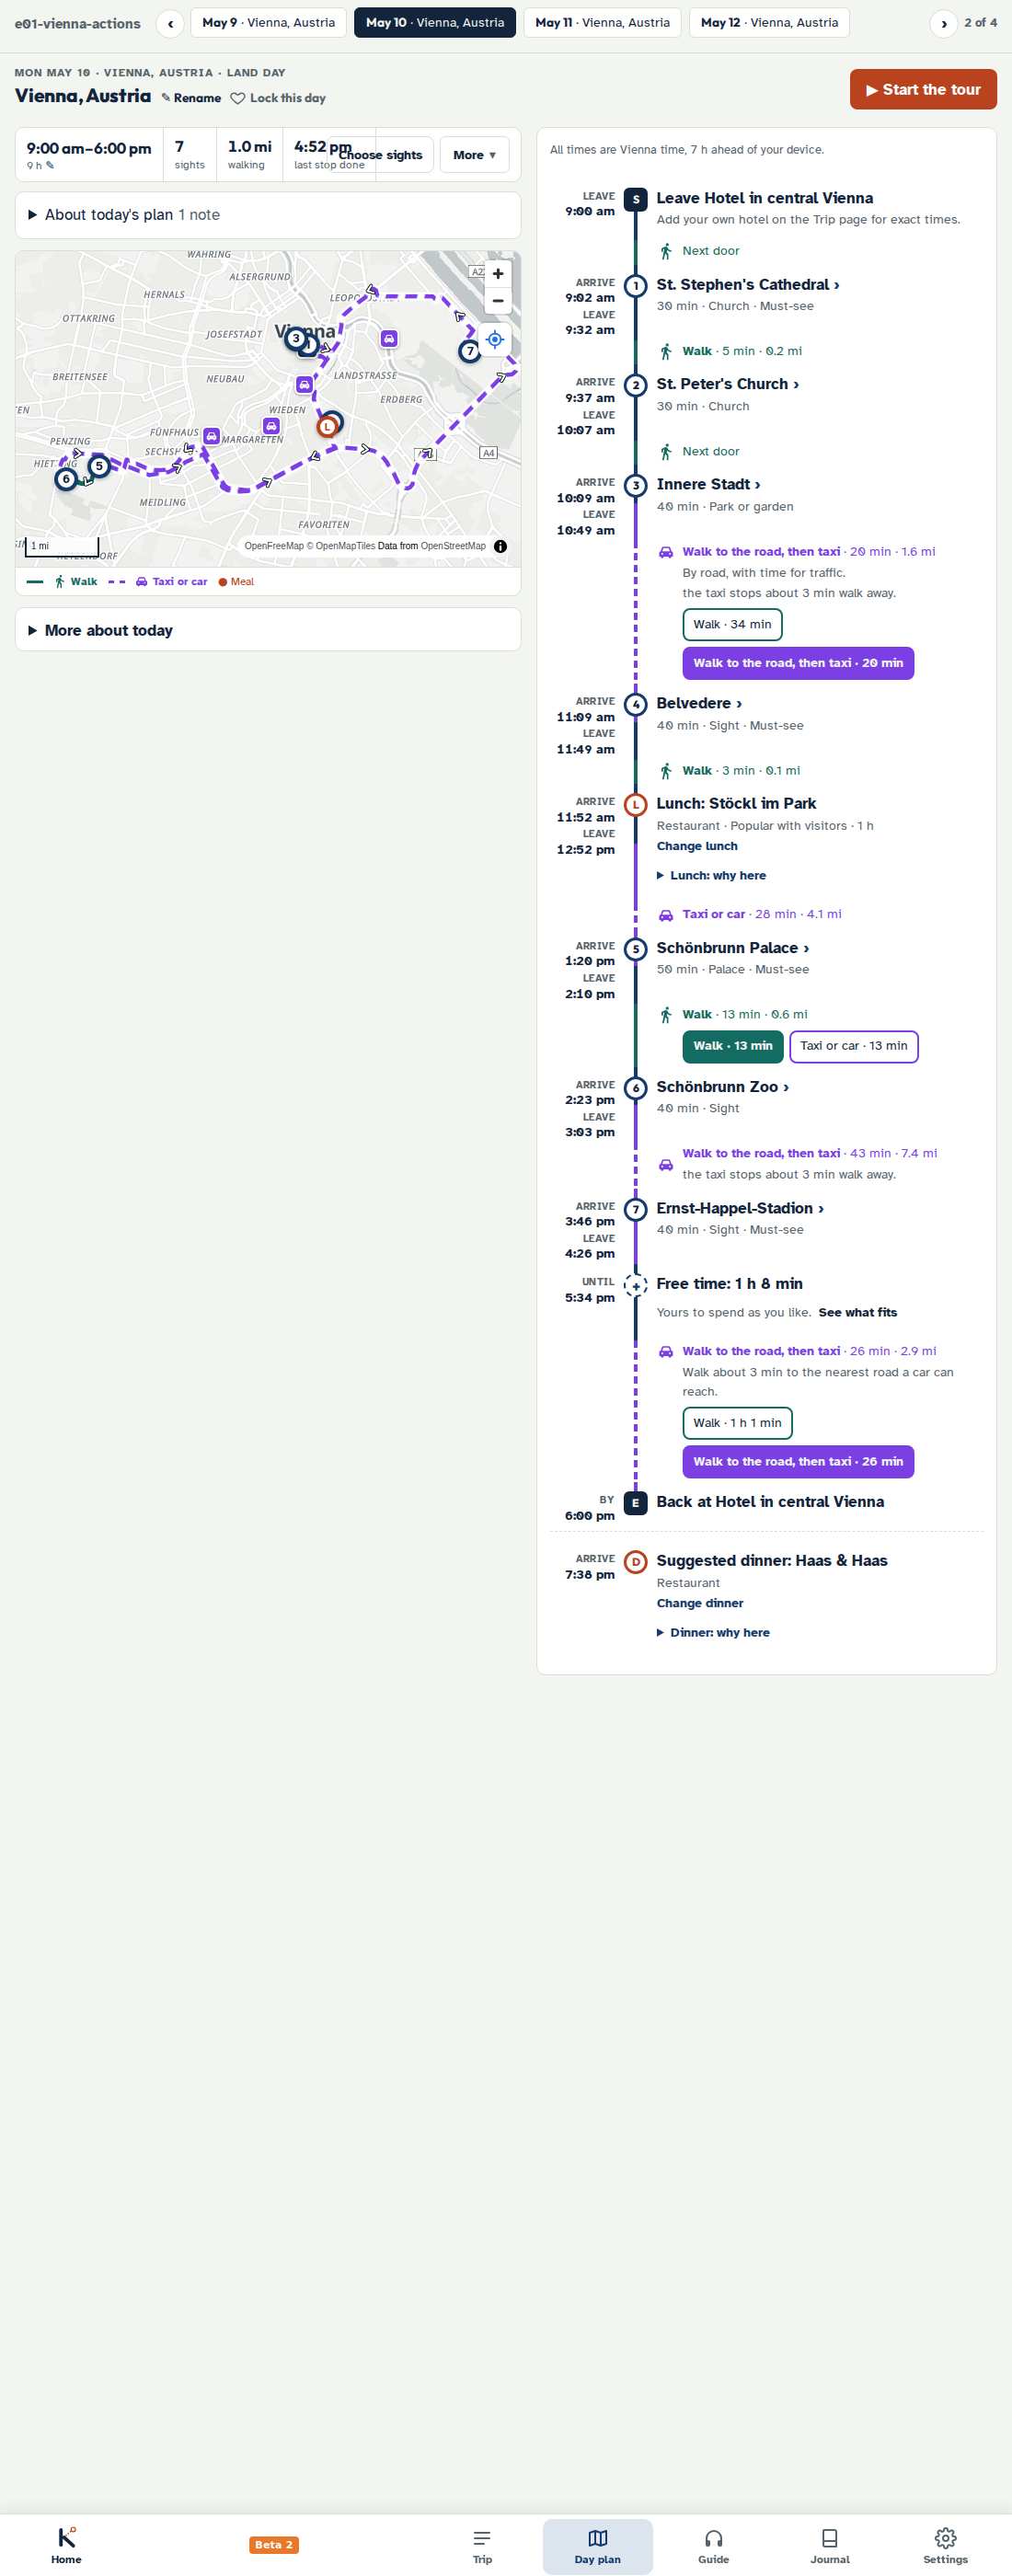 e01-vienna-actions
‹
May 9 · Vienna, Austria
May 10 · Vienna, Austria
May 11 · Vienna, Austria
May 12 · Vienna, Austria
›
2 of 4
MON MAY 10 · VIENNA, AUSTRIA · LAND DAY
Vienna, Austria ✎ Rename Lock this day
▶ Start the tour
9:00 am–6:00 pm
9 h ✎
7
sights
1.0 mi
walking
4:52 pm
last stop done
Choose sights
More ▾
▶ About today's plan 1 note
WÄHRING
ALSERGRUND
HERNALS
OTTAKRING
JOSEFSTADT
Vienna
BREITENSEE
NEUBAU
LANDSTRASSE
ERDBERG
WIEDEN
FÜNFHAUS
MARGARETEN
PENZING
MEIDLING
FAVORITEN
A4
3
7
L
5
6
+
−
1 mi
OpenFreeMap © OpenMapTiles Data from OpenStreetMap
Walk
Taxi or car
Meal
▶ More about today
All times are Vienna time, 7 h ahead of your device.
LEAVE
9:00 am
S
Leave Hotel in central Vienna
Add your own hotel on the Trip page for exact times.
Next door
ARRIVE
9:02 am
LEAVE
9:32 am
1
St. Stephen's Cathedral ›
30 min · Church · Must-see
Walk · 5 min · 0.2 mi
ARRIVE
9:37 am
LEAVE
10:07 am
2
St. Peter's Church ›
30 min · Church
Next door
ARRIVE
10:09 am
LEAVE
10:49 am
3
Innere Stadt ›
40 min · Park or garden
Walk to the road, then taxi · 20 min · 1.6 mi
By road, with time for traffic.
the taxi stops about 3 min walk away.
Walk · 34 min
Walk to the road, then taxi · 20 min
ARRIVE
11:09 am
LEAVE
11:49 am
4
Belvedere ›
40 min · Sight · Must-see
Walk · 3 min · 0.1 mi
ARRIVE
11:52 am
LEAVE
12:52 pm
L
Lunch: Stöckl im Park
Restaurant · Popular with visitors · 1 h
Change lunch
▶ Lunch: why here
Taxi or car · 28 min · 4.1 mi
ARRIVE
1:20 pm
LEAVE
2:10 pm
5
Schönbrunn Palace ›
50 min · Palace · Must-see
Walk · 13 min · 0.6 mi
Walk · 13 min
Taxi or car · 13 min
ARRIVE
2:23 pm
LEAVE
3:03 pm
6
Schönbrunn Zoo ›
40 min · Sight
Walk to the road, then taxi · 43 min · 7.4 mi
the taxi stops about 3 min walk away.
ARRIVE
3:46 pm
LEAVE
4:26 pm
7
Ernst-Happel-Stadion ›
40 min · Sight · Must-see
UNTIL
5:34 pm
+
Free time: 1 h 8 min
Yours to spend as you like. See what fits
Walk to the road, then taxi · 26 min · 2.9 mi
Walk about 3 min to the nearest road a car can
reach.
Walk · 1 h 1 min
Walk to the road, then taxi · 26 min
BY
6:00 pm
E
Back at Hotel in central Vienna
ARRIVE
7:38 pm
D
Suggested dinner: Haas & Haas
Restaurant
Change dinner
▶ Dinner: why here
Home
Beta 2
Trip
Day plan
Guide
Journal
Settings